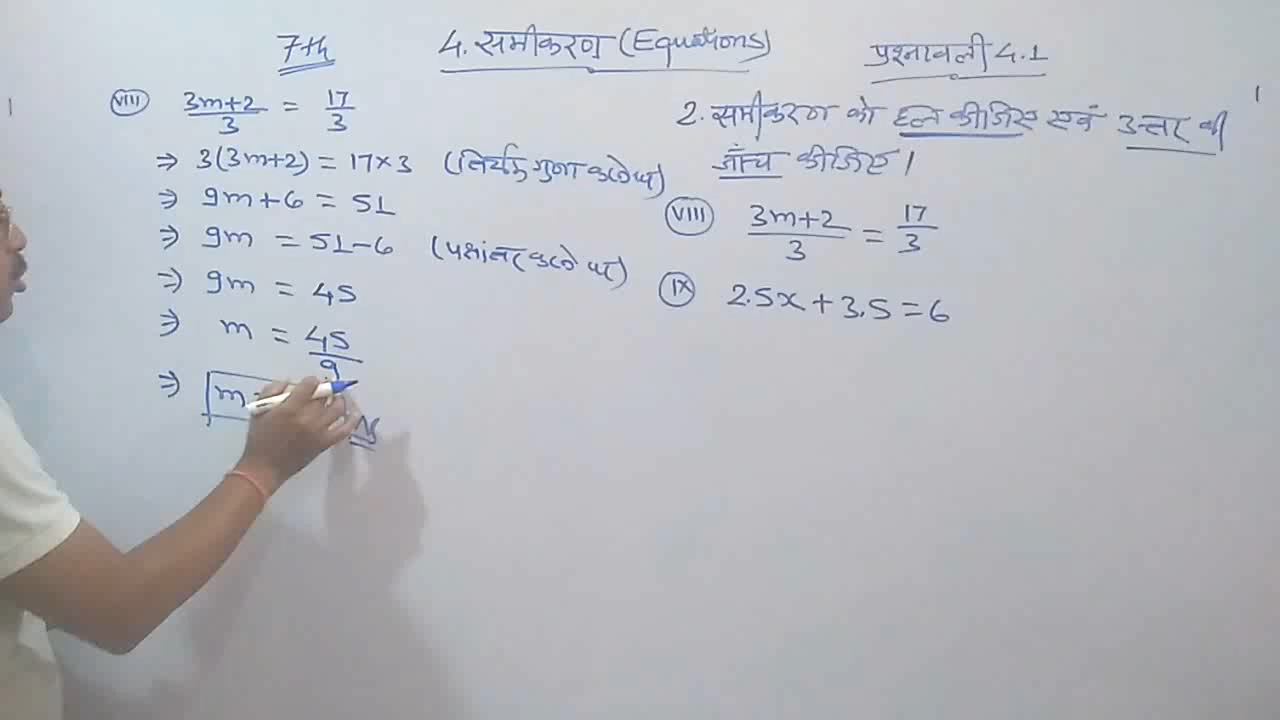 7th 4. समीकरण (Equations) प्रश्नावली 4.1
(viii) 3m+2/3 = 17/3
⇒ 3(3m+2) = 17×3 (तिर्यक गुणा करने पर)
⇒ 9m+6 = 51
⇒ 9m = 51-6 (पक्षांतर करने पर)
⇒ 9m = 45
⇒ m = 45/9
⇒ m
2. समीकरण को हल कीजिए एवं उत्तर की
जाँच कीजिए।
(VIII) 3m+2/3 = 17/3
(IX) 2.5x+3.5=6